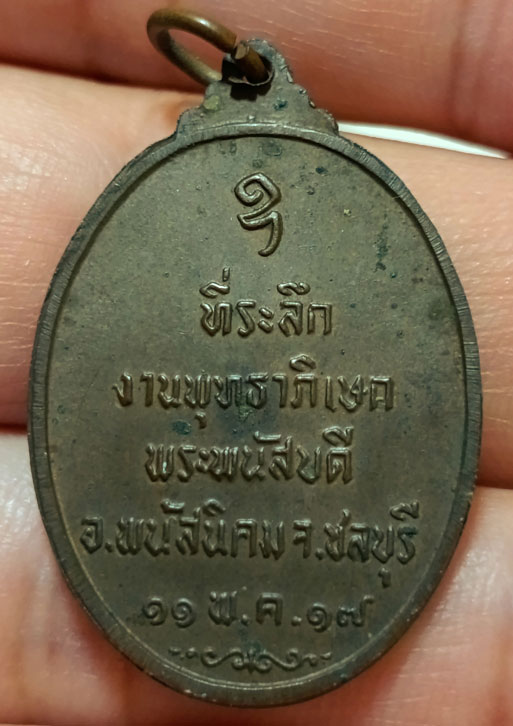 ที่ระลึก
งานพุทธาภิเษค
พระพนัสบดี
อ.พนัสนิคม จ.ชลบุรี
๑๑ พ.ค.๑๗